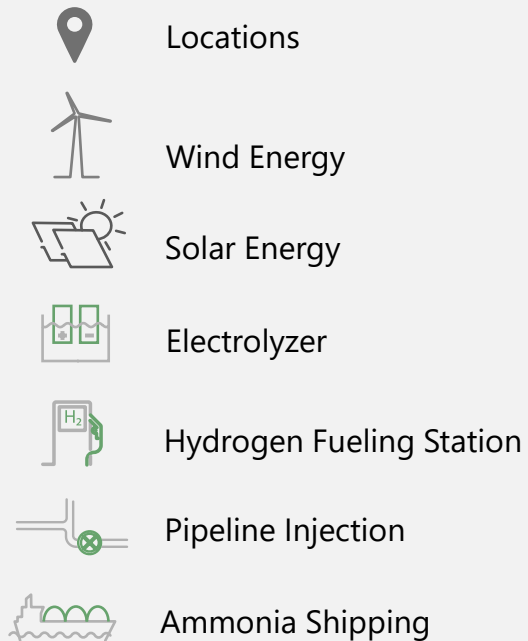 Locations
Wind Energy
Solar Energy
+ -
Electrolyzer
H₂
Hydrogen Fueling Station
Pipeline Injection
Ammonia Shipping